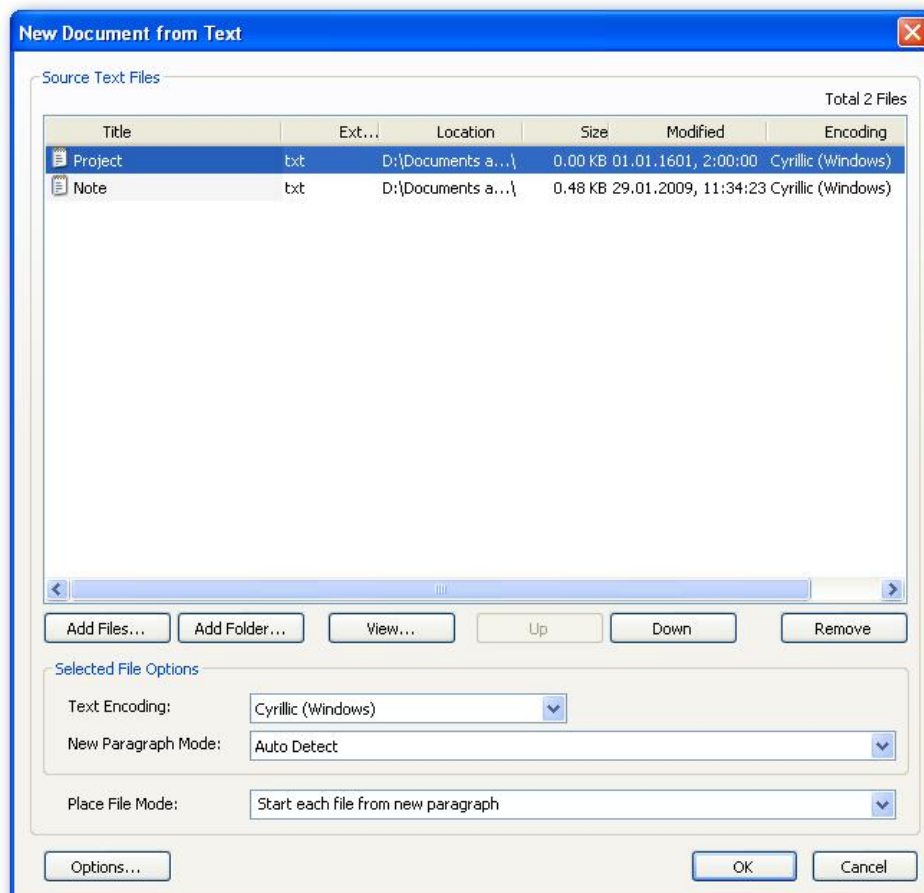 New Document from Text
Source Text Files
Total 2 Files
Title Ext... Location Size Modified Encoding
Project txt D:\Documents a...\ 0.00 KB 01.01.1601, 2:00:00 Cyrillic (Windows)
Note txt D:\Documents a...\ 0.48 KB 29.01.2009, 11:34:23 Cyrillic (Windows)
Add Files... Add Folder... View... Up Down Remove
Selected File Options
Text Encoding: Cyrillic (Windows)
New Paragraph Mode: Auto Detect
Place File Mode: Start each file from new paragraph
Options... OK Cancel